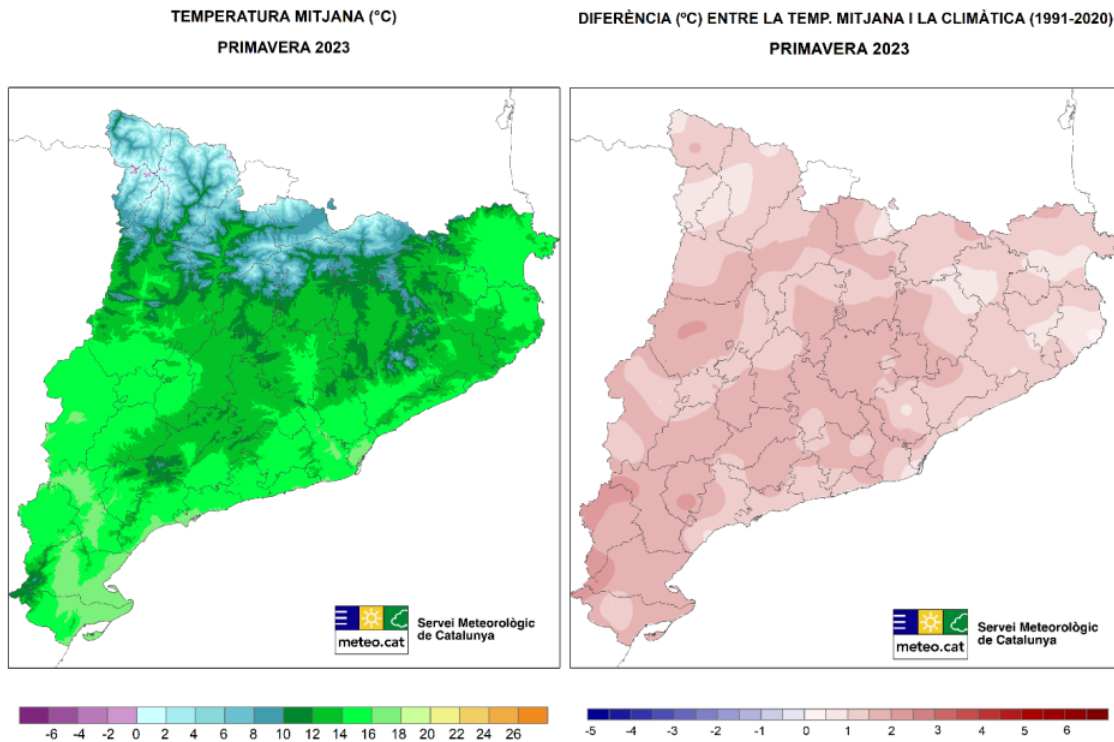 TEMPERATURA MITJANA (°C)
PRIMAVERA 2023
DIFERÈNCIA (ºC) ENTRE LA TEMP. MITJANA I LA CLIMÀTICA (1991-2020)
PRIMAVERA 2023
meteo.cat
Servei Meteorològic
de Catalunya
meteo.cat
Servei Meteorològic
de Catalunya
-6 -4 -2 0 2 4 6 8 10 12 14 16 18 20 22 24 26
-5 -4 -3 -2 -1 -0 0 1 2 3 4 5 6